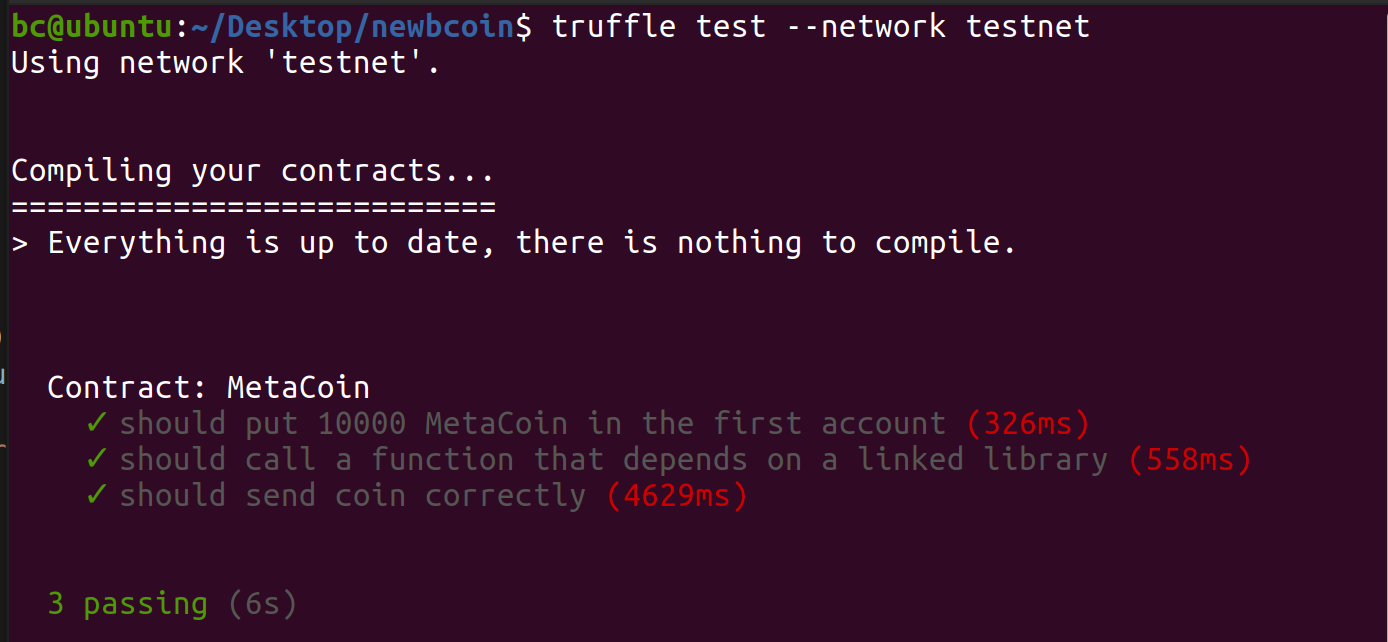 bc@ubuntu:~/Desktop/newbcoin$ truffle test --network testnet
Using network 'testnet'.
Compiling your contracts...
===========================
> Everything is up to date, there is nothing to compile.
Contract: MetaCoin
✓ should put 10000 MetaCoin in the first account (326ms)
✓ should call a function that depends on a linked library (558ms)
✓ should send coin correctly (4629ms)
3 passing (6s)